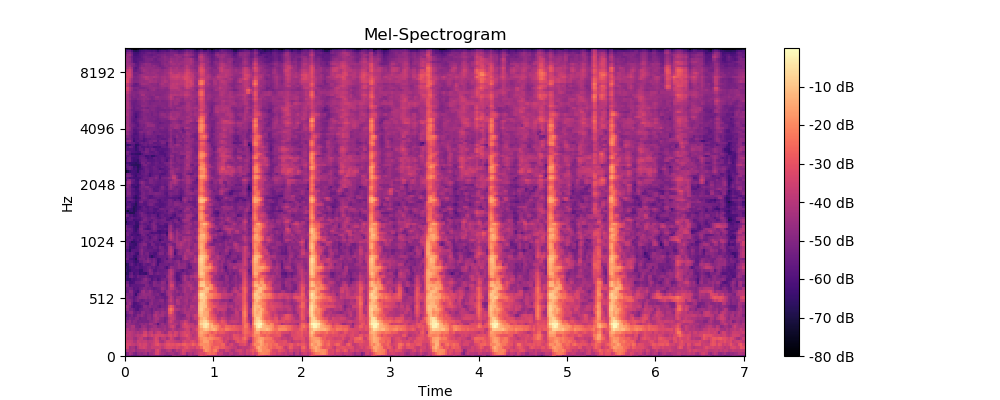 Mel-Spectrogram
Hz
8192
4096
2048
1024
512
0
0 1 2 3 4 5 6 7
Time
-10 dB
-20 dB
-30 dB
-40 dB
-50 dB
-60 dB
-70 dB
-80 dB